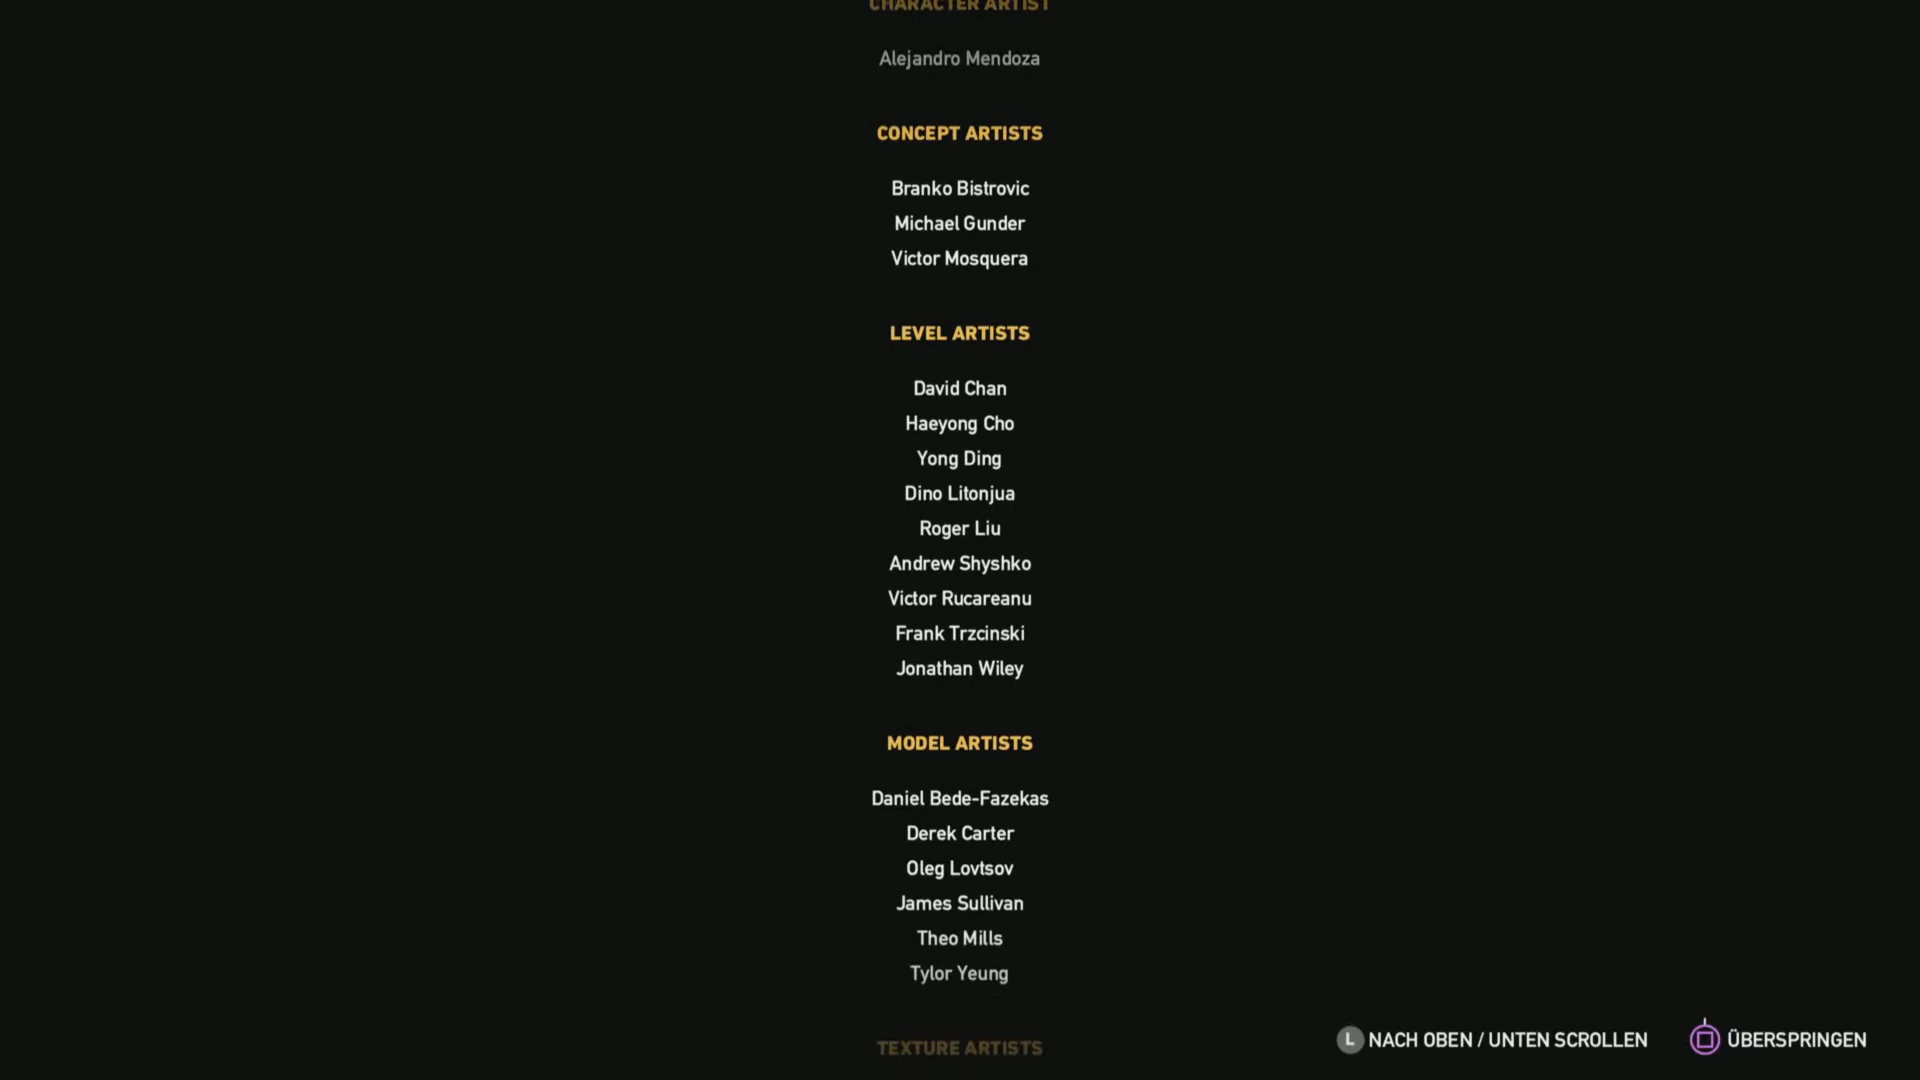 CHARACTER ARTIST
Alejandro Mendoza
CONCEPT ARTISTS
Branko Bistrovic
Michael Gunder
Victor Mosquera
LEVEL ARTISTS
David Chan
Haeyong Cho
Yong Ding
Dino Litonjua
Roger Liu
Andrew Shyshko
Victor Rucareanu
Frank Trzcinski
Jonathan Wiley
MODEL ARTISTS
Daniel Bede-Fazekas
Derek Carter
Oleg Lovtsov
James Sullivan
Theo Mills
Tylor Yeung
TEXTURE ARTISTS
L NACH OBEN / UNTEN SCROLLEN
ÜBERSPRINGEN